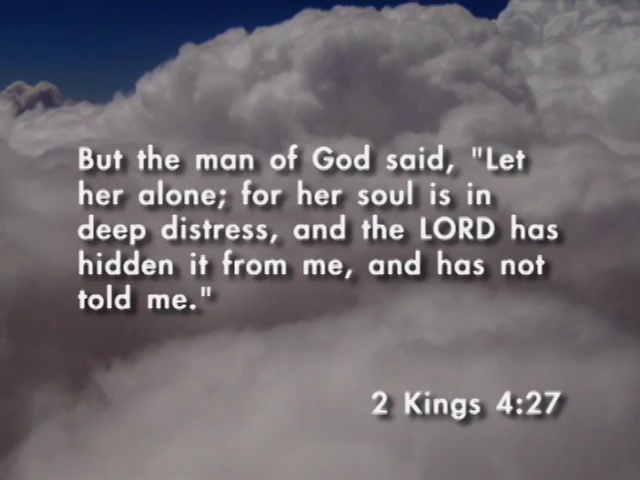 But the man of God said, "Let
her alone; for her soul is in
deep distress, and the LORD has
hidden it from me, and has not
told me."
2 Kings 4:27